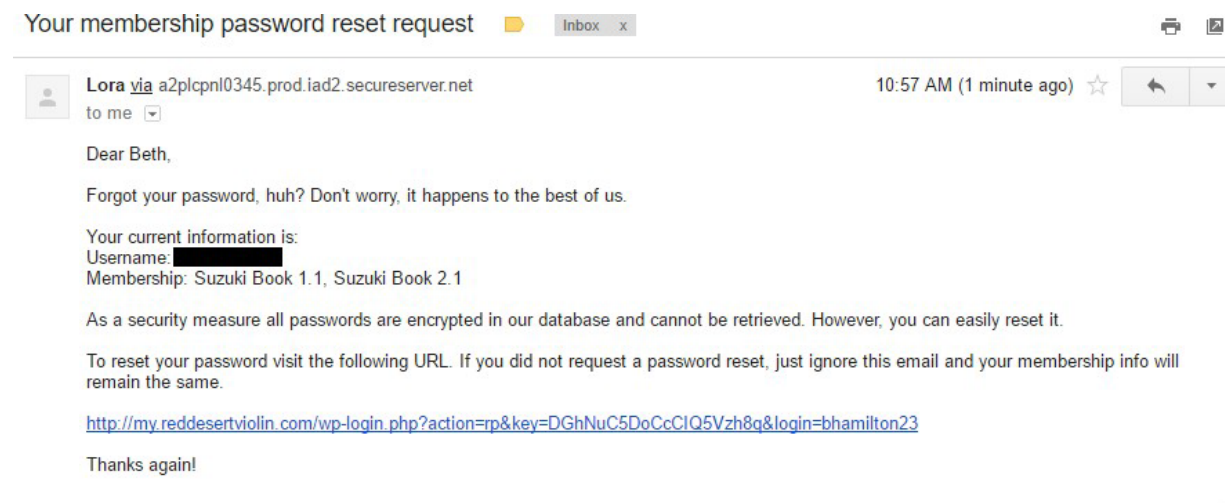 Your membership password reset request
Inbox x
Lora via a2plcpnl0345.prod.iad2.secureserver.net
10:57 AM (1 minute ago)
to me
Dear Beth,
Forgot your password, huh? Don't worry, it happens to the best of us.
Your current information is:
Username:
Membership: Suzuki Book 1.1, Suzuki Book 2.1
As a security measure all passwords are encrypted in our database and cannot be retrieved. However, you can easily reset it.
To reset your password visit the following URL. If you did not request a password reset, just ignore this email and your membership info will
remain the same.
http://my.reddesertviolin.com/wp-login.php?action=rp&key=DGhNuC5DoCcCIQ5Vzh8q&login=bhamilton23
Thanks again!